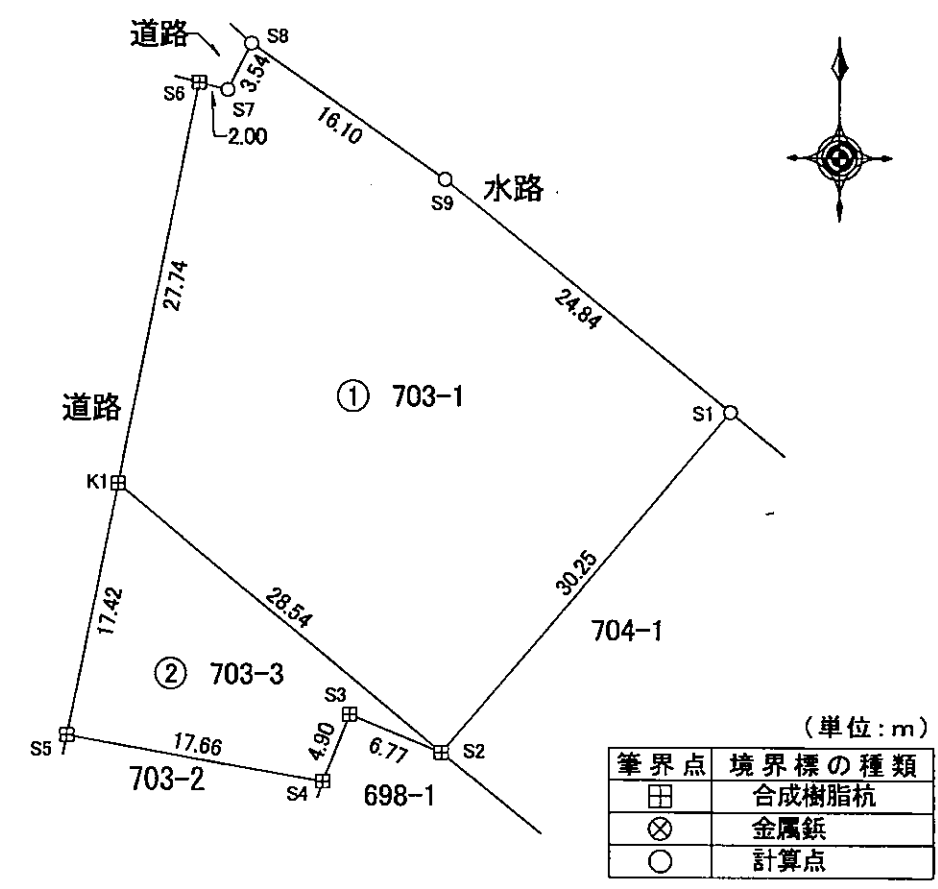 道路
S8
S6
S7
3.54
2.00
16.10
S9
水路
27.74
24.84
① 703-1
道路
S1
K1
30.25
28.54
17.42
704-1
② 703-3
S3
S5
17.66
4.90
6.77
S2
703-2
S4
698-1
(単位:m)
筆界点 境界標の種類
合成樹脂杭
金属鋲
計算点